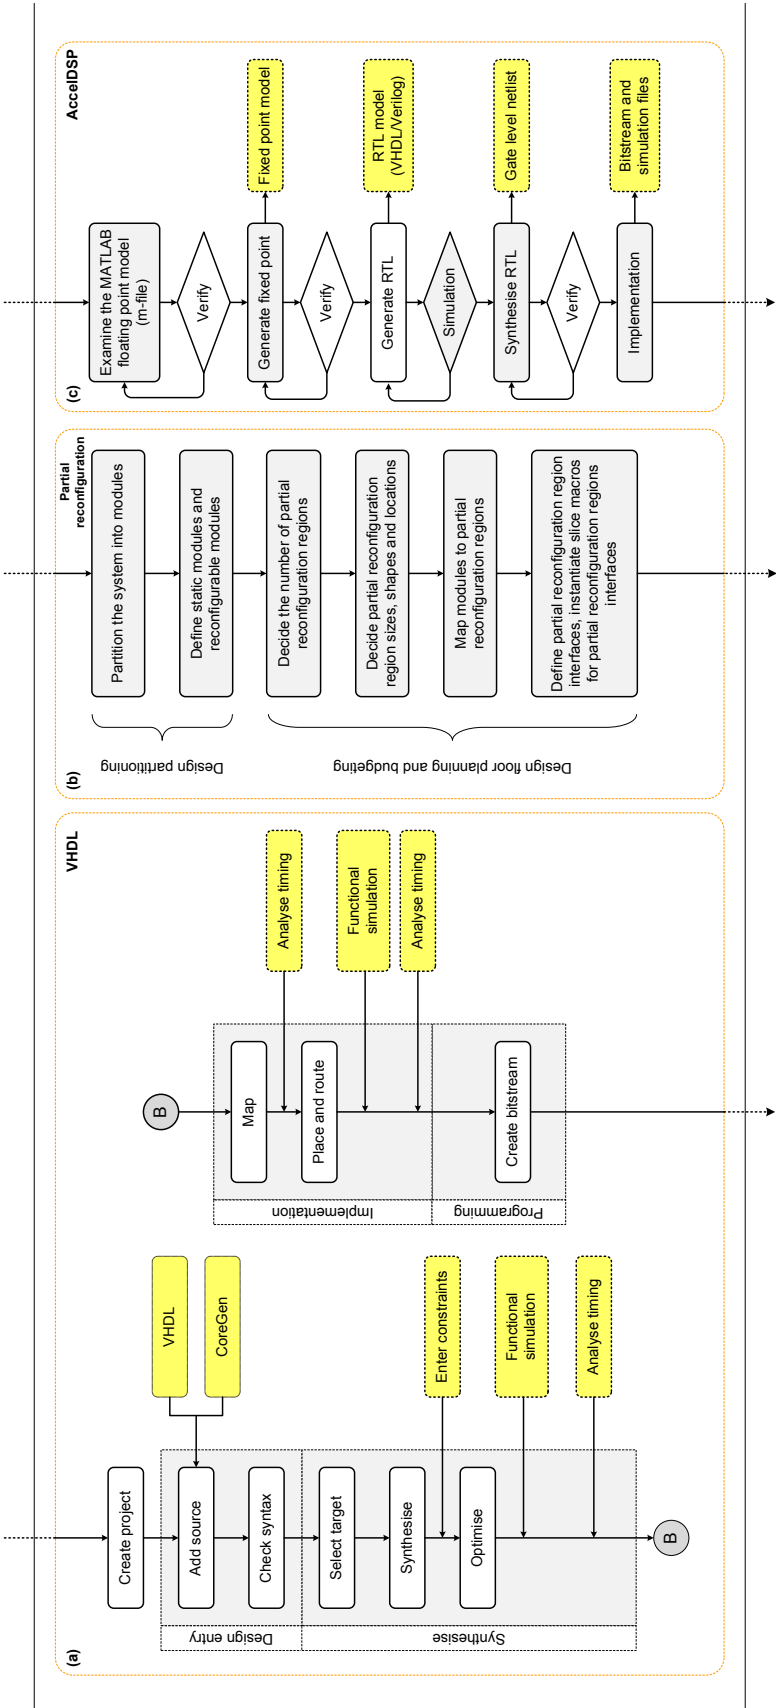 (a)
VHDL
Create project
Design entry
Add source
VHDL
CoreGen
Check syntax
Synthesise
Select target
Synthesise
Enter constraints
Optimise
Functional
simulation
Analyse timing
B
B
Implementation
Map
Analyse timing
Place and route
Functional
simulation
Analyse timing
Programming
Create bitstream
(b)
Partial
reconfiguration
Design partitioning
Partition the system into modules
Define static modules and
reconfigurable modules
Design floor planning and budgeting
Decide the number of partial
reconfiguration regions
Decide partial reconfiguration
region sizes, shapes and locations
Map modules to partial
reconfiguration regions
Define partial reconfiguration region
interfaces, instantiate slice macros
for partial reconfiguration regions
interfaces
(c)
AccelDSP
Examine the MATLAB
floating point model
(m-file)
Verify
Generate fixed point
Fixed point model
Verify
Generate RTL
RTL model
(VHDL/Verilog)
Simulation
Synthesise RTL
Gate level netlist
Verify
Implementation
Bitstream and
simulation files